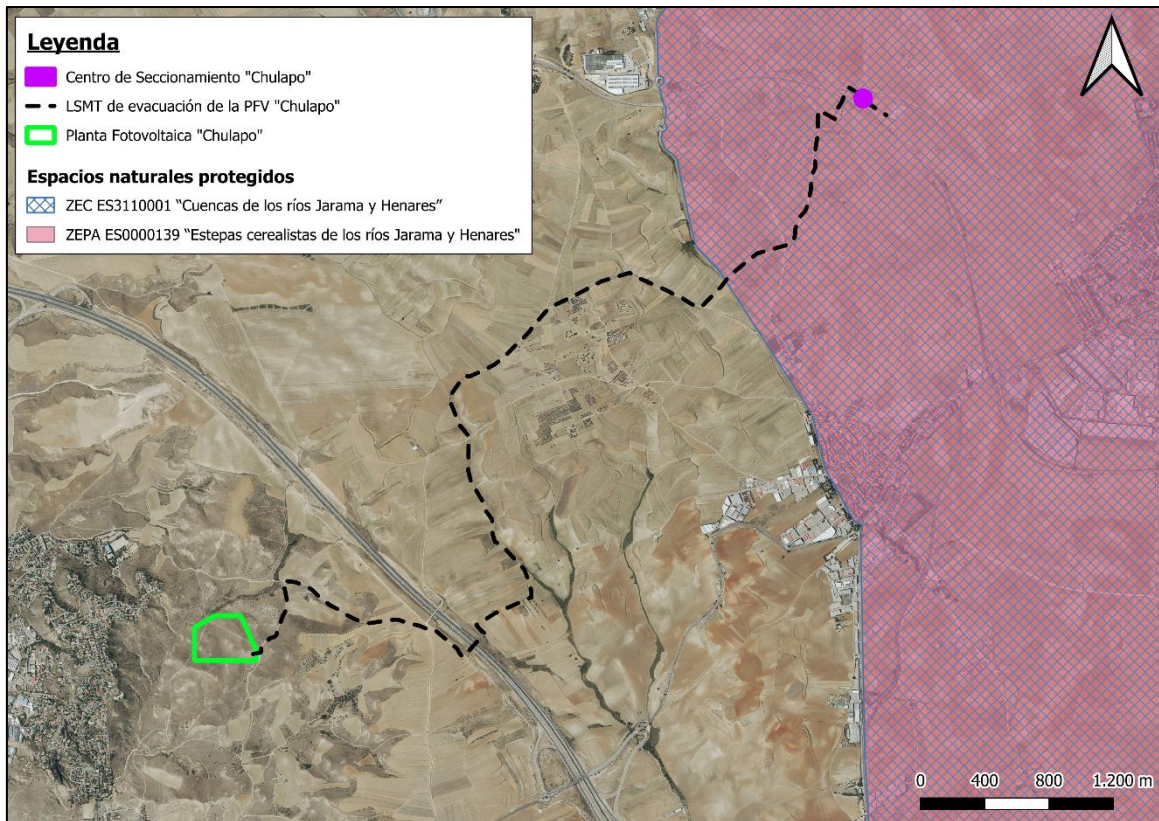 Leyenda
Centro de Seccionamiento "Chulapo"
LSMT de evacuación de la PFV "Chulapo"
Planta Fotovoltaica "Chulapo"
Espacios naturales protegidos
ZEC ES3110001 “Cuencas de los ríos Jarama y Henares”
ZEPA ES0000139 “Estepas cerealistas de los ríos Jarama y Henares"
0 400 800 1.200 m